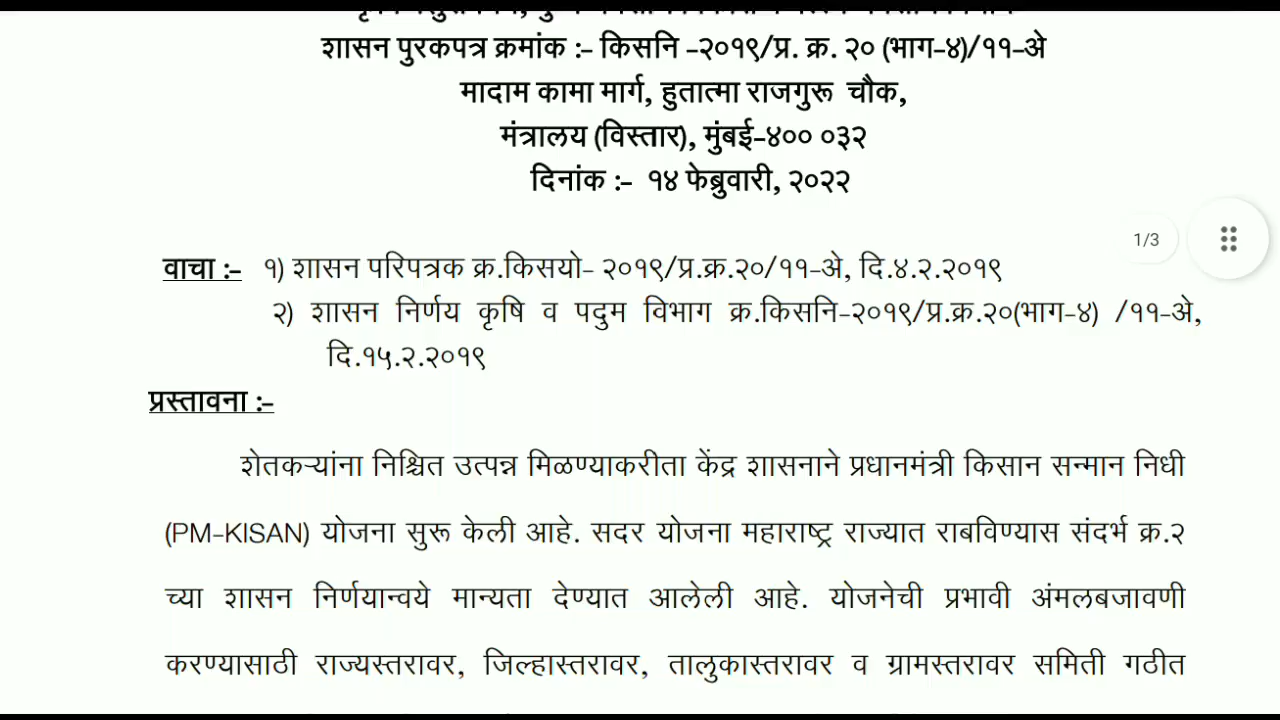 शासन पुरकपत्र क्रमांक :- किसनि -२०१९/प्र. क्र. २० (भाग-४)/११-अे
मादाम कामा मार्ग, हुतात्मा राजगुरू चौक,
मंत्रालय (विस्तार), मुंबई-४०० ०३२
दिनांक :- १४ फेब्रुवारी, २०२२
1/3
वाचा :- १) शासन परिपत्रक क्र.किसयो- २०१९/प्र.क्र.२०/११-अे, दि.४.२.२०१९
२) शासन निर्णय कृषि व पदुम विभाग क्र.किसनि-२०१९/प्र.क्र.२०(भाग-४) /११-अे,
दि.१५.२.२०१९
प्रस्तावना :-
शेतकऱ्यांना निश्चित उत्पन्न मिळण्याकरीता केंद्र शासनाने प्रधानमंत्री किसान सन्मान निधी
(PM-KISAN) योजना सुरू केली आहे. सदर योजना महाराष्ट्र राज्यात राबविण्यास संदर्भ क्र.२
च्या शासन निर्णयान्वये मान्यता देण्यात आलेली आहे. योजनेची प्रभावी अंमलबजावणी
करण्यासाठी राज्यस्तरावर, जिल्हास्तरावर, तालुकास्तरावर व ग्रामस्तरावर समिती गठीत